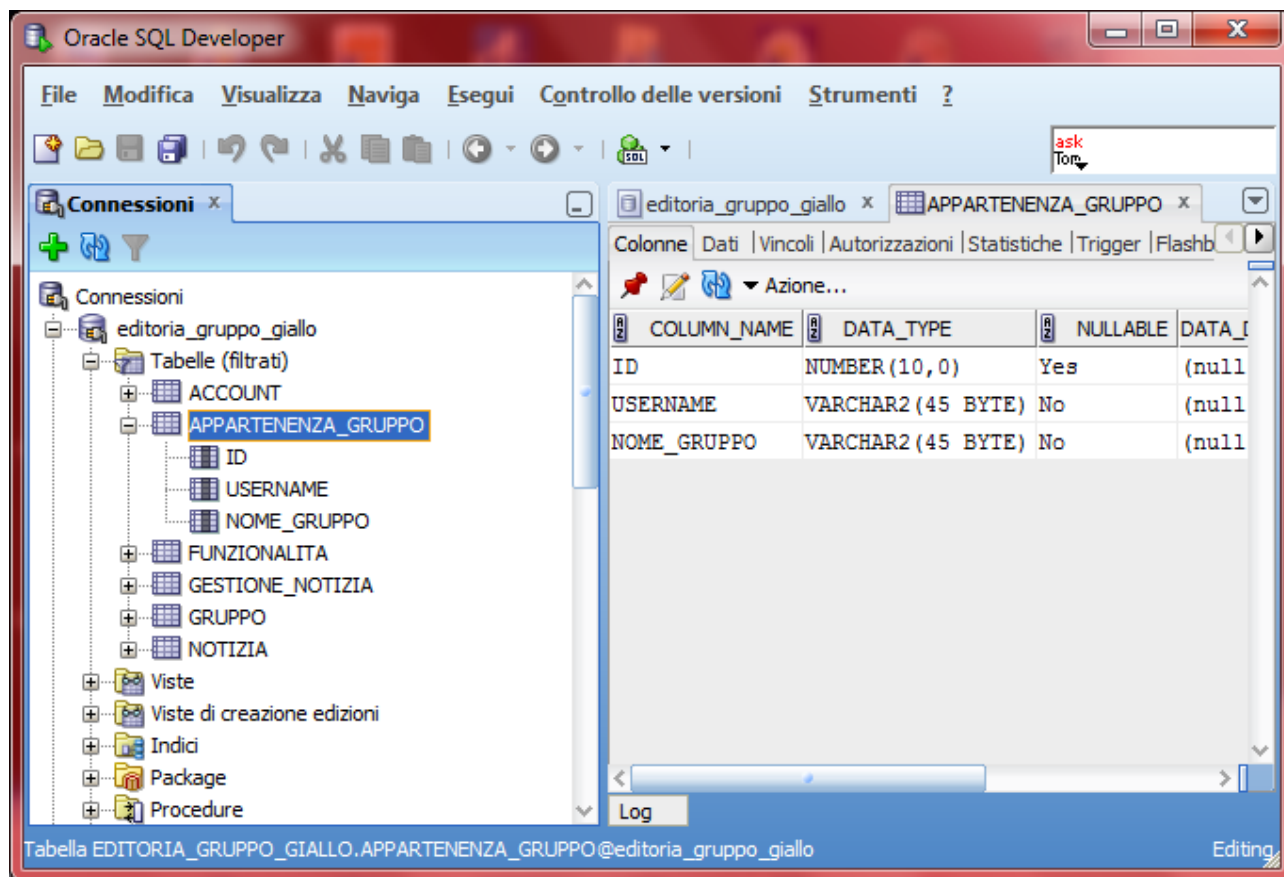 Oracle SQL Developer
File Modifica Visualizza Naviga Esegui Controllo delle versioni Strumenti ?
SQL
ask
Tom
Connessioni x
editoria_gruppo_giallo x APPARTENENZA_GRUPPO x
Colonne Dati |Vincoli |Autorizzazioni |Statistiche |Trigger |Flashb
Azione...
Connessioni
editoria_gruppo_giallo
Tabelle (filtrati)
ACCOUNT
APPARTENENZA_GRUPPO
ID
USERNAME
NOME_GRUPPO
FUNZIONALITA
GESTIONE_NOTIZIA
GRUPPO
NOTIZIA
Viste
Viste di creazione edizioni
Indici
Package
Procedure
COLUMN_NAME DATA_TYPE NULLABLE DATA_D
ID NUMBER(10,0) Yes (null
USERNAME VARCHAR2(45 BYTE) No (null
NOME_GRUPPO VARCHAR2(45 BYTE) No (null
Log
Tabella EDITORIA_GRUPPO_GIALLO.APPARTENENZA_GRUPPO@editoria_gruppo_giallo Editing